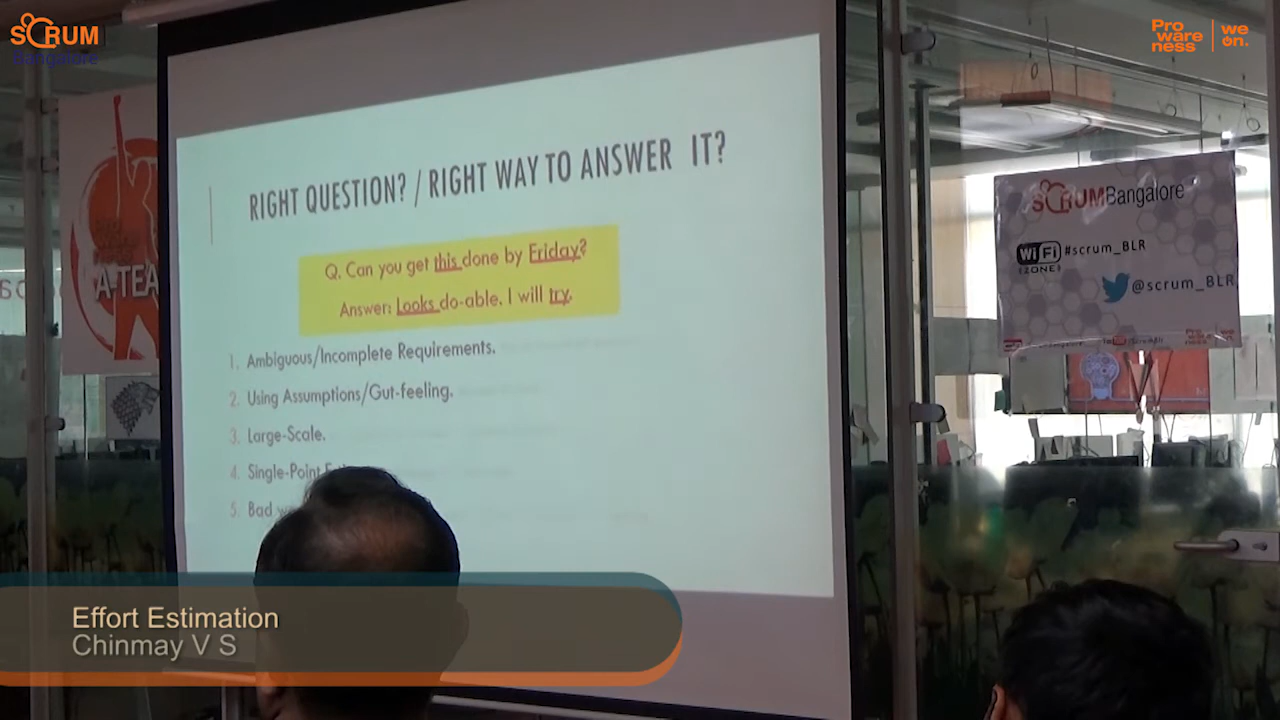 SCRUM
Bangalore
Pro
ware
ness
we
on.
RIGHT QUESTION? / RIGHT WAY TO ANSWER IT?
Q. Can you get this done by Friday?
Answer: Looks do-able. I will try.
1. Ambiguous/Incomplete Requirements.
2. Using Assumptions/Gut-feeling.
3. Large-Scale.
4. Single-Point
5. Bad
A-TEA
SCRUMBangalore
WiFi
ZONE
#scrum_BLR
@scrum_BLR
Effort Estimation
Chinmay V S